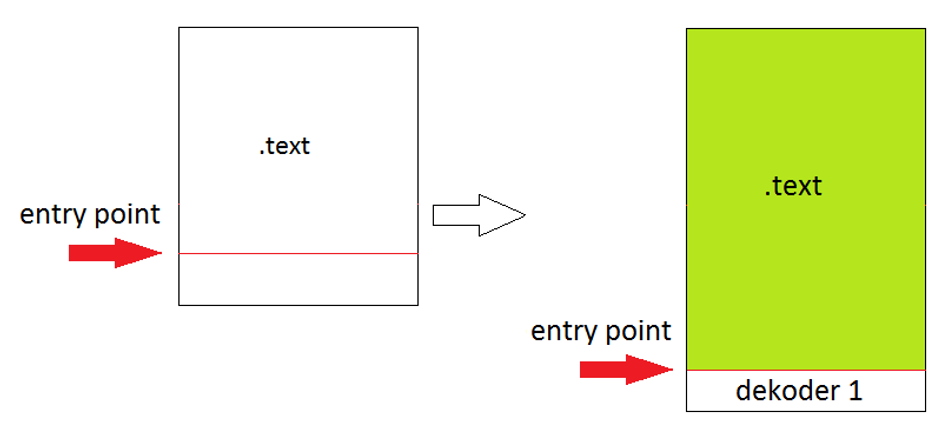 .text
entry point
.text
entry point
dekoder 1